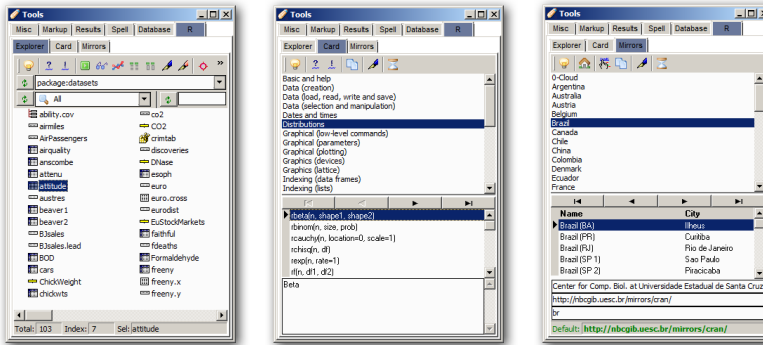 Tools
Misc Markup Results Spell Database R
Explorer Card Mirrors
package:datasets
All
ability.cov
airmiles
AirPassengers
airquality
anscombe
attenu
attitude
austres
beaver1
beaver2
BJsales
BJsales.lead
BOD
cars
ChickWeight
chickwts
co2
CO2
crimtab
discoveries
DNase
esoph
euro
euro.cross
eurodist
EuStockMarkets
faithful
fdeaths
Formaldehyde
freeny
freeny.x
freeny.y
Total: 103 Index: 7 Sel: attitude
Tools
Misc Markup Results Spell Database R
Explorer Card Mirrors
Basic and help
Data (creation)
Data (load, read, write and save)
Data (selection and manipulation)
Dates and times
Distributions
Graphical (low-level commands)
Graphical (parameters)
Graphical (plotting)
Graphics (devices)
Graphics (lattice)
Indexing (data frames)
Indexing (lists)
rbeta(n, shape1, shape2)
rbinom(n, size, prob)
rcauchy(n, location=0, scale=1)
rchisq(n, df)
rexp(n, rate=1)
rf(n, df1, df2)
Beta
Tools
Misc Markup Results Spell Database R
Explorer Card Mirrors
0-Cloud
Argentina
Australia
Austria
Belgium
Brazil
Canada
Chile
China
Colombia
Denmark
Ecuador
France
Name City
Brazil (BA) Ilheus
Brazil (PR) Curitiba
Brazil (RJ) Rio de Janeiro
Brazil (SP 1) Sao Paulo
Brazil (SP 2) Piracicaba
Center for Comp. Biol. at Universidade Estadual de Santa Cruz
http://nbcgib.uesc.br/mirrors/cran/
br
Default: http://nbcgib.uesc.br/mirrors/cran/